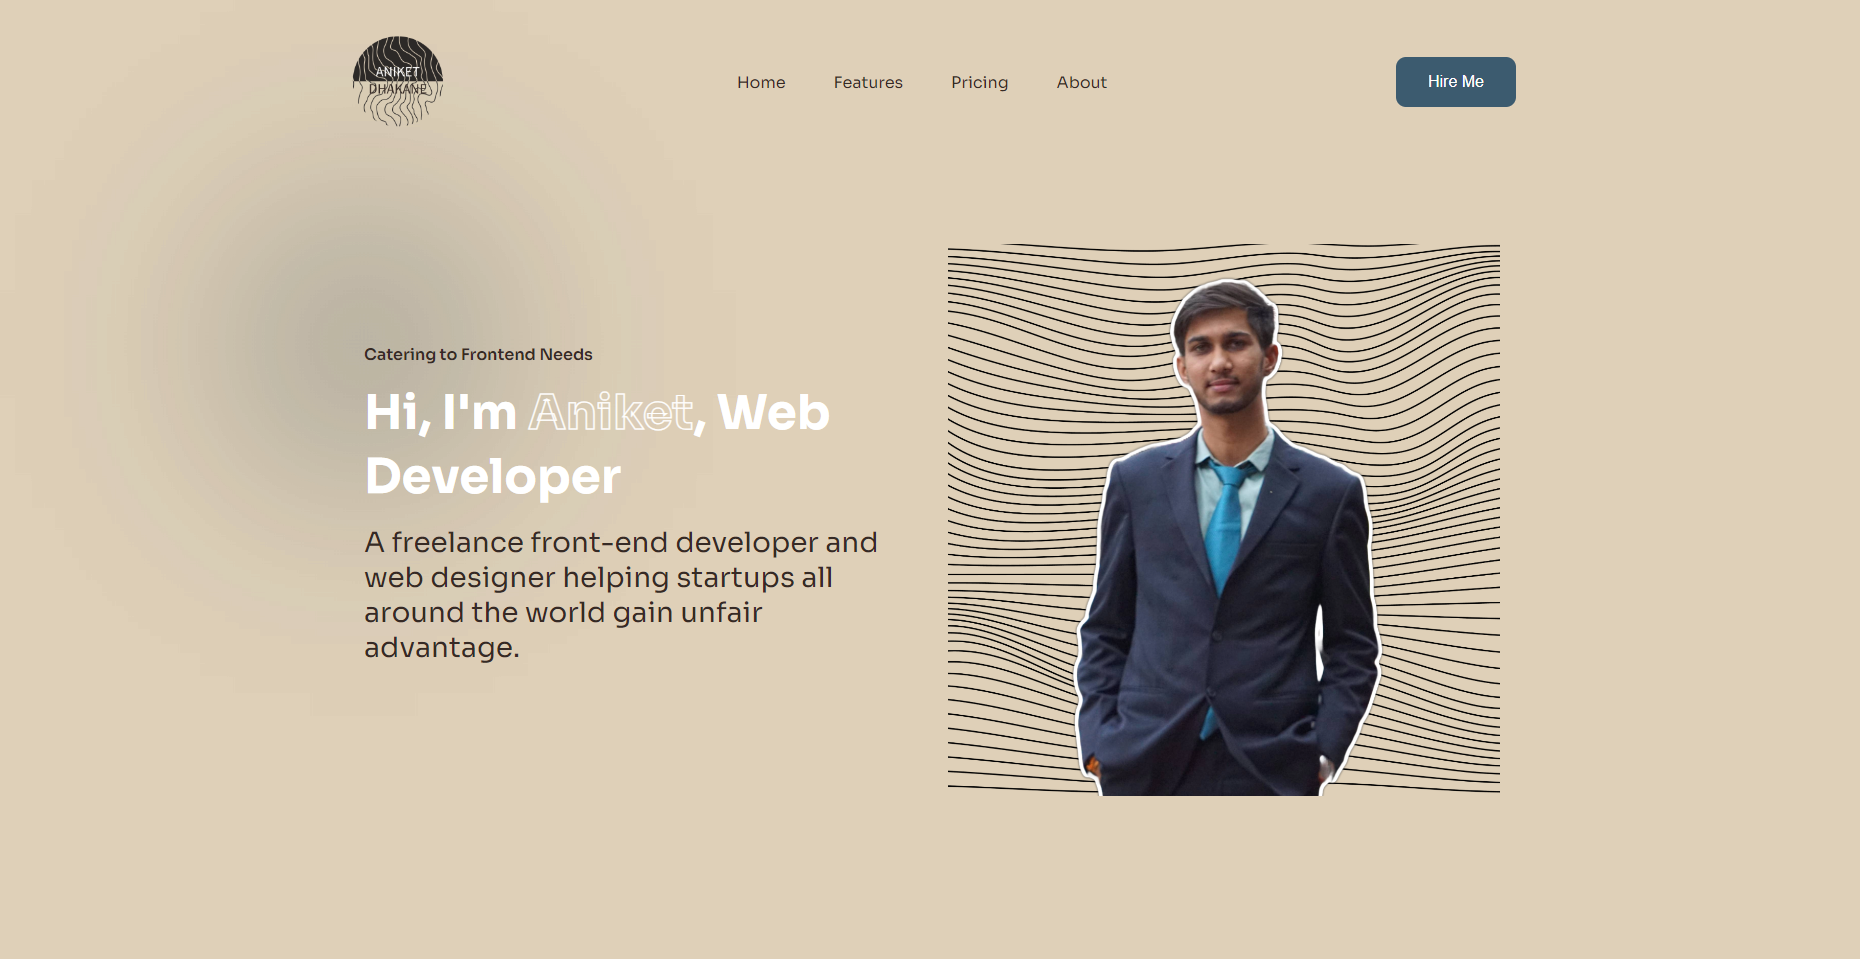 ANIKET
DHAKANE
Home
Features
Pricing
About
Hire Me
Catering to Frontend Needs
Hi, I'm Aniket, Web
Developer
A freelance front-end developer and
web designer helping startups all
around the world gain unfair
advantage.